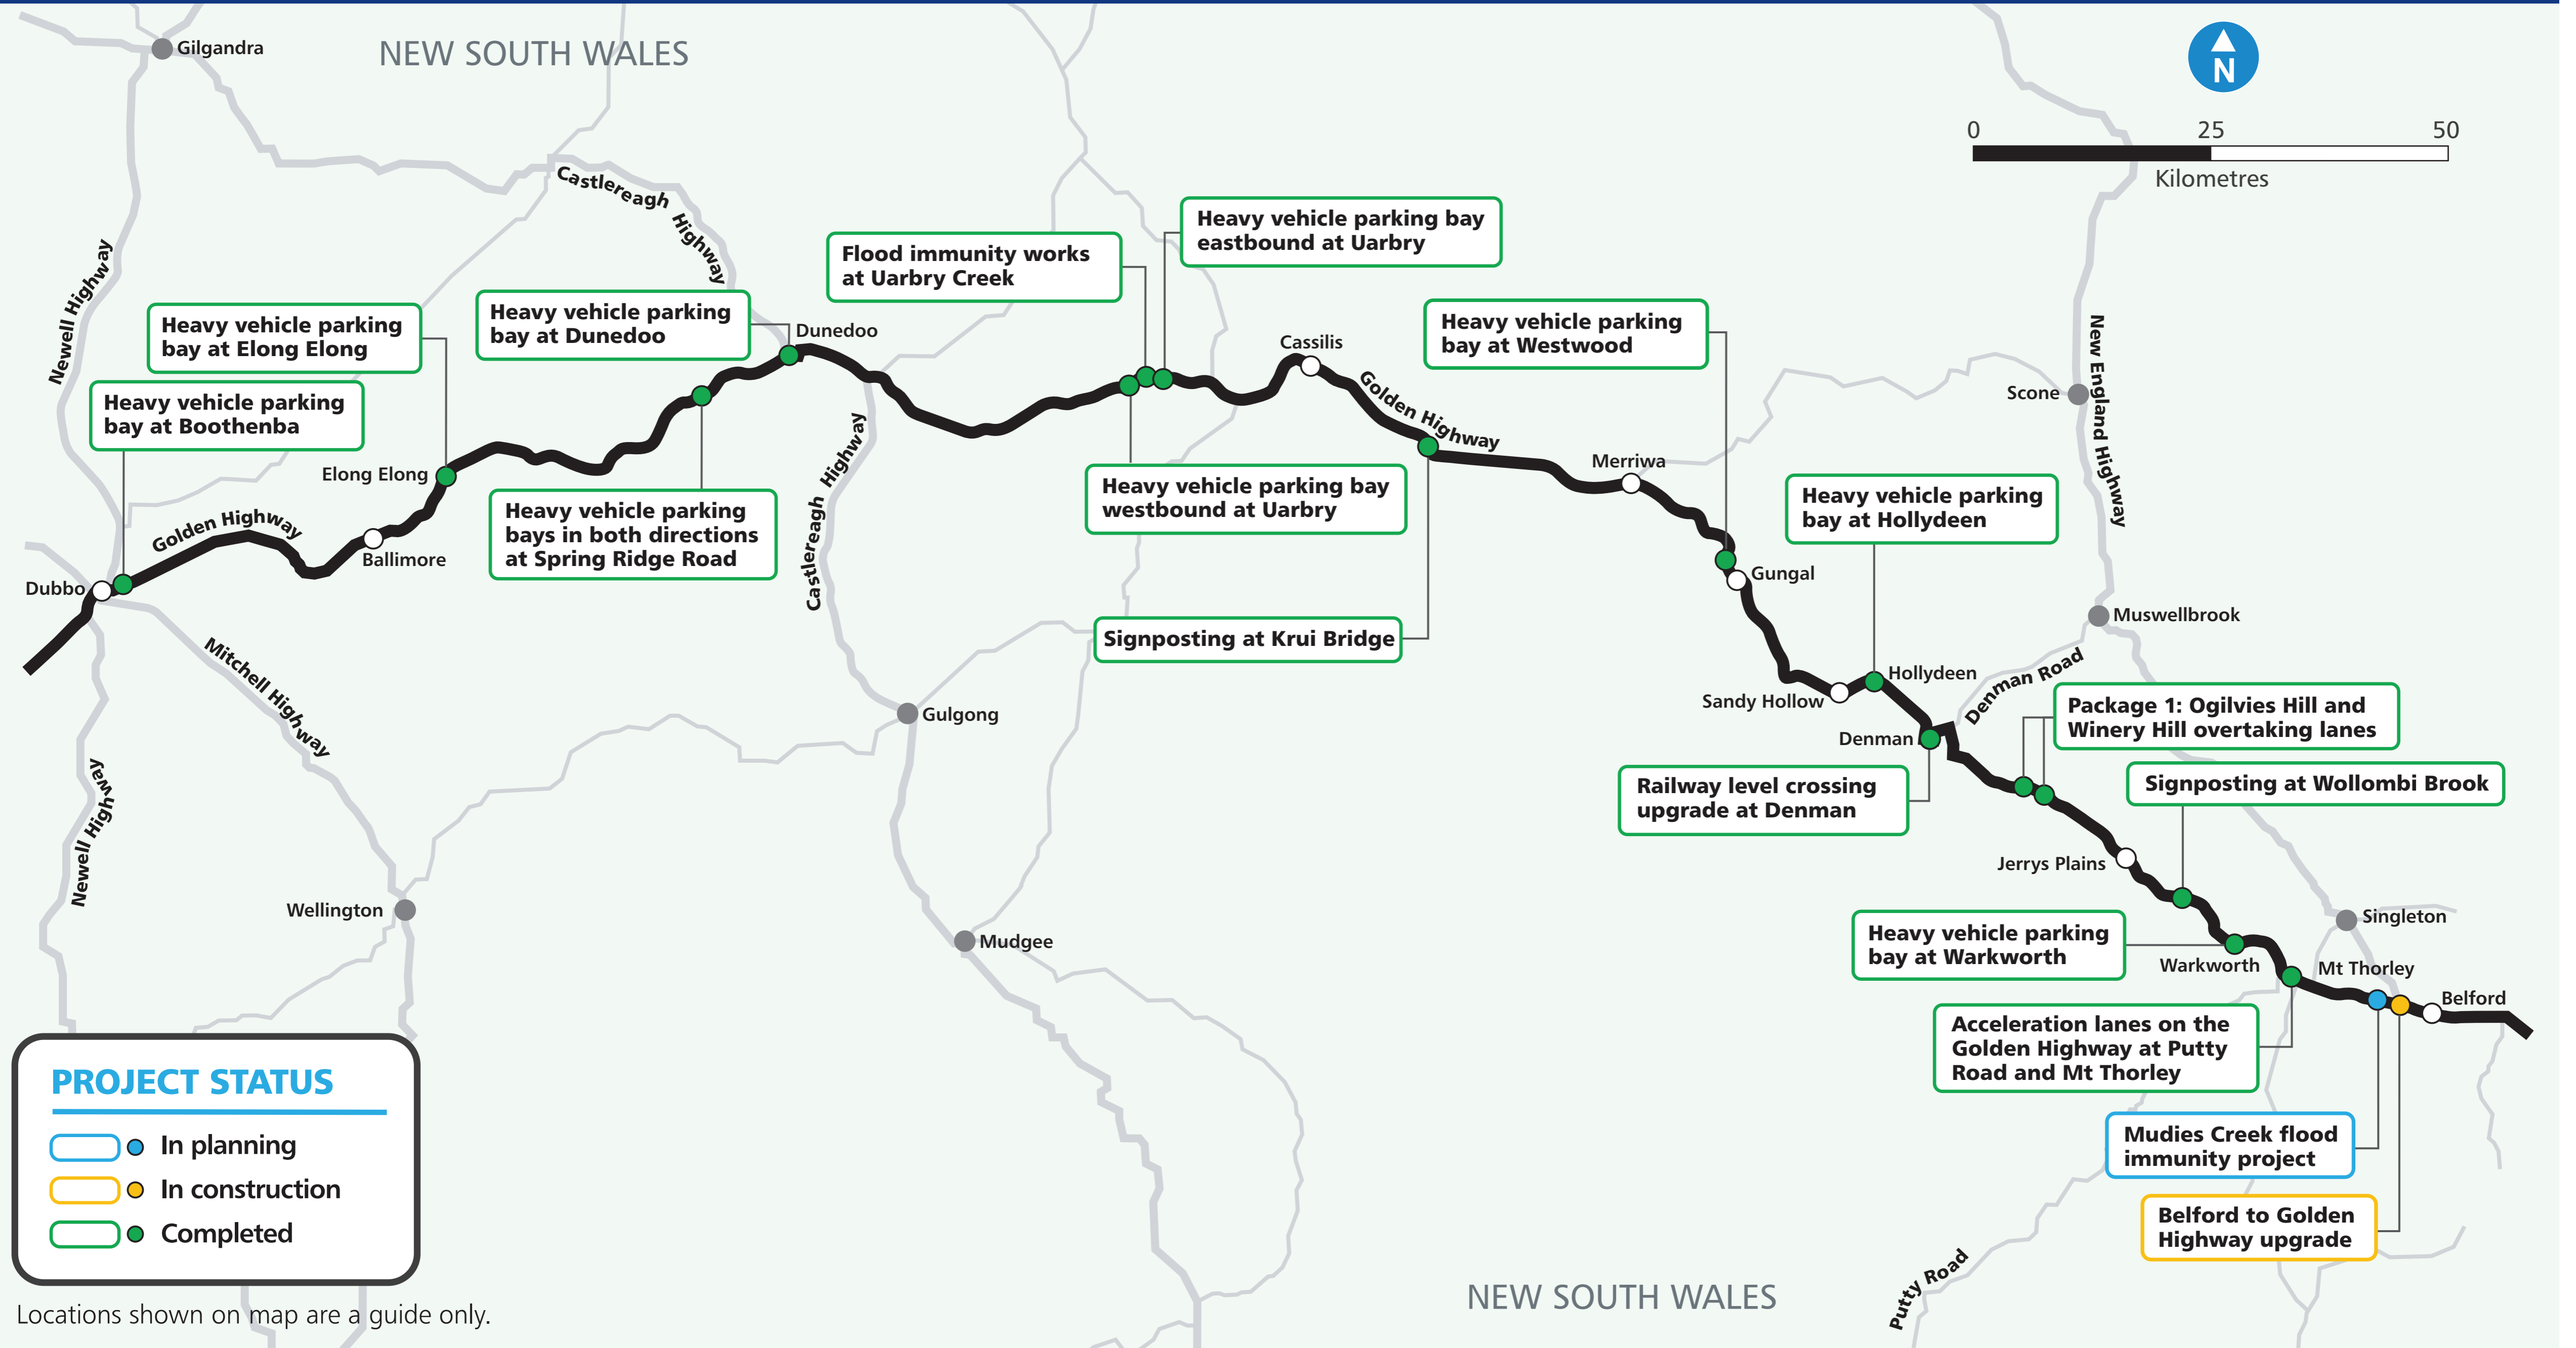 Gilgandra
NEW SOUTH WALES
N
0 25 50
Kilometres
Castlereagh Highway
Newell Highway
Heavy vehicle parking bay
eastbound at Uarbry
Flood immunity works
at Uarbry Creek
Heavy vehicle parking
bay at Elong Elong
Heavy vehicle parking
bay at Dunedoo
Dunedoo
Cassilis
Heavy vehicle parking
bay at Westwood
New England Highway
Scone
Heavy vehicle parking
bay at Boothenba
Golden Highway
Castlereagh Highway
Elong Elong
Merriwa
Heavy vehicle parking bay
westbound at Uarbry
Heavy vehicle parking
bay at Hollydeen
Heavy vehicle parking
bays in both directions
at Spring Ridge Road
Golden Highway
Ballimore
Dubbo
Gungal
Muswellbrook
Signposting at Krui Bridge
Mitchell Highway
Denman Road
Hollydeen
Sandy Hollow
Gulgong
Package 1: Ogilvies Hill and
Winery Hill overtaking lanes
Denman
Railway level crossing
upgrade at Denman
Signposting at Wollombi Brook
Newell Highway
Jerrys Plains
Wellington
Mudgee
Singleton
Heavy vehicle parking
bay at Warkworth
Warkworth
Mt Thorley
Belford
Acceleration lanes on the
Golden Highway at Putty
Road and Mt Thorley
Mudies Creek flood
immunity project
Belford to Golden
Highway upgrade
Putty Road
NEW SOUTH WALES
PROJECT STATUS
In planning
In construction
Completed
Locations shown on map are a guide only.